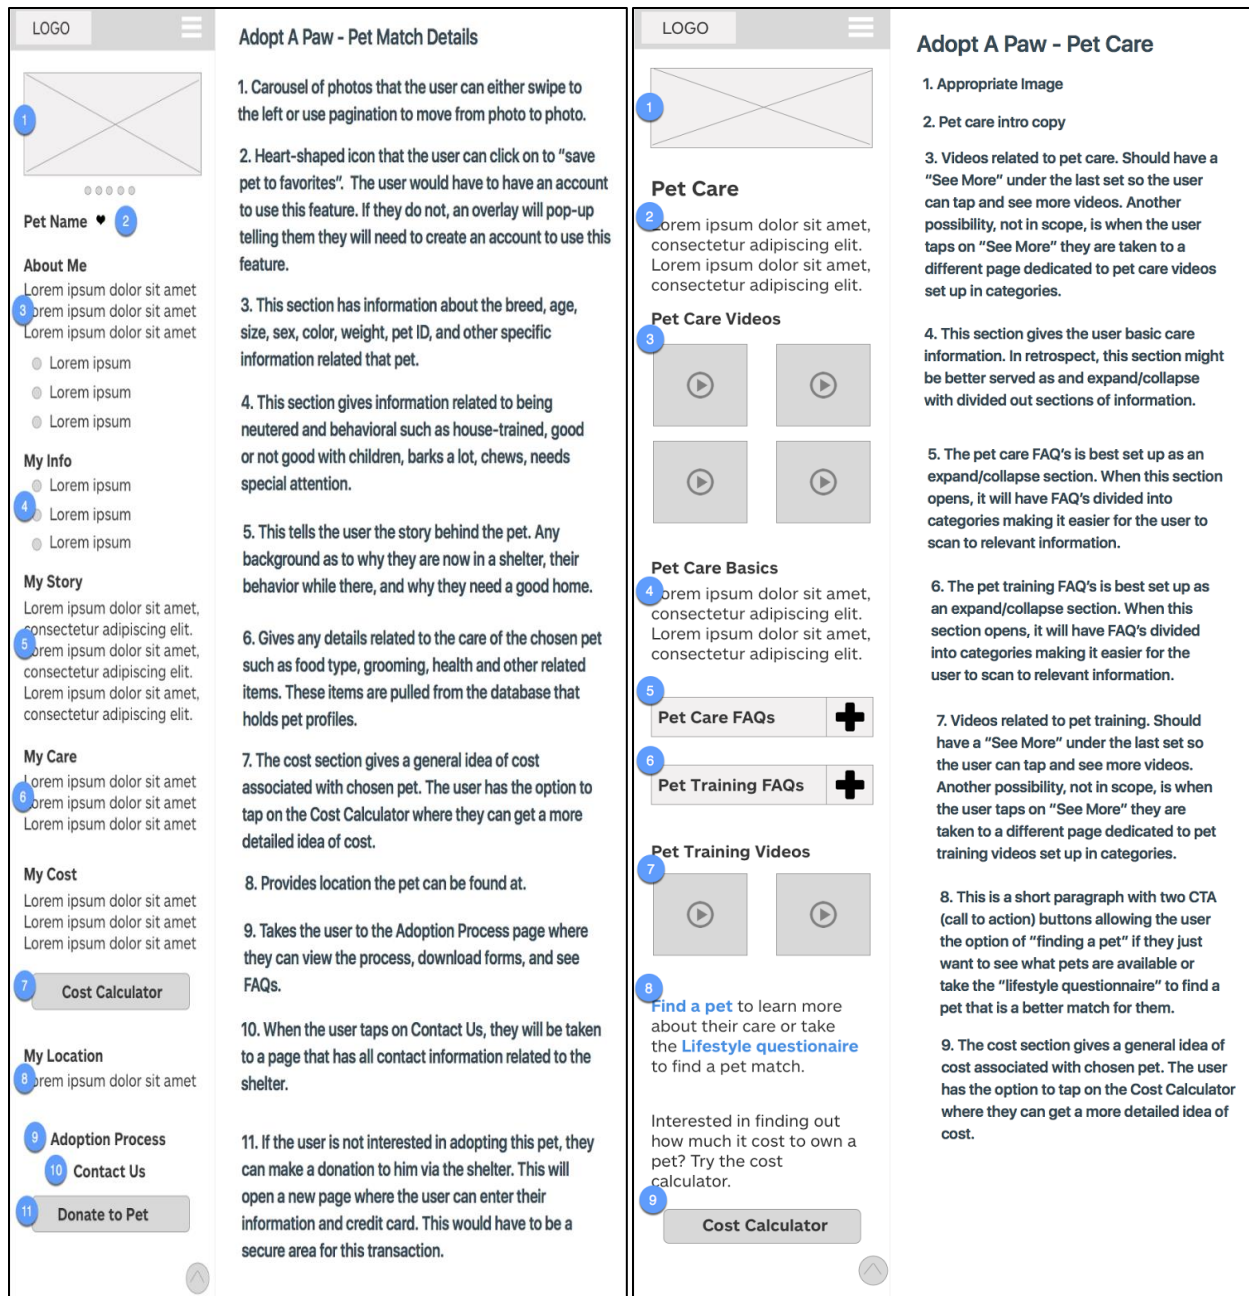 LOGO
1
Pet Name
2
About Me
Lorem ipsum dolor sit amet
3 orem ipsum dolor sit amet
Lorem ipsum dolor sit amet
Lorem ipsum
Lorem ipsum
Lorem ipsum
My Info
Lorem ipsum
4 Lorem ipsum
Lorem ipsum
My Story
Lorem ipsum dolor sit amet,
consectetur adipiscing elit.
5 orem ipsum dolor sit amet,
consectetur adipiscing elit.
Lorem ipsum dolor sit amet,
consectetur adipiscing elit.
My Care
Lorem ipsum dolor sit amet
6 orem ipsum dolor sit amet
Lorem ipsum dolor sit amet
My Cost
Lorem ipsum dolor sit amet
Lorem ipsum dolor sit amet
Lorem ipsum dolor sit amet
7 Cost Calculator
My Location
8 orem ipsum dolor sit amet
9 Adoption Process
10 Contact Us
11 Donate to Pet
Adopt A Paw - Pet Match Details
1. Carousel of photos that the user can either swipe to
the left or use pagination to move from photo to photo.
2. Heart-shaped icon that the user can click on to “save
pet to favorites”. The user would have to have an account
to use this feature. If they do not, an overlay will pop-up
telling them they will need to create an account to use this
feature.
3. This section has information about the breed, age,
size, sex, color, weight, pet ID, and other specific
information related that pet.
4. This section gives information related to being
neutered and behavioral such as house-trained, good
or not good with children, barks a lot, chews, needs
special attention.
5. This tells the user the story behind the pet. Any
background as to why they are now in a shelter, their
behavior while there, and why they need a good home.
6. Gives any details related to the care of the chosen pet
such as food type, grooming, health and other related
items. These items are pulled from the database that
holds pet profiles.
7. The cost section gives a general idea of cost
associated with chosen pet. The user has the option to
tap on the Cost Calculator where they can get a more
detailed idea of cost.
8. Provides location the pet can be found at.
9. Takes the user to the Adoption Process page where
they can view the process, download forms, and see
FAQs.
10. When the user taps on Contact Us, they will be taken
to a page that has all contact information related to the
shelter.
11. If the user is not interested in adopting this pet, they
can make a donation to him via the shelter. This will
open a new page where the user can enter their
information and credit card. This would have to be a
secure area for this transaction.
LOGO
1
Pet Care
2 orem ipsum dolor sit amet,
consectetur adipiscing elit.
Lorem ipsum dolor sit amet,
consectetur adipiscing elit.
Pet Care Videos
3
Pet Care Basics
4 orem ipsum dolor sit amet,
consectetur adipiscing elit.
Lorem ipsum dolor sit amet,
consectetur adipiscing elit.
5
Pet Care FAQs
6
Pet Training FAQs
Pet Training Videos
7
8
Find a pet to learn more
about their care or take
the Lifestyle questionaire
to find a pet match.
Interested in finding out
how much it cost to own a
pet? Try the cost
calculator.
9
Cost Calculator
Adopt A Paw - Pet Care
1. Appropriate Image
2. Pet care intro copy
3. Videos related to pet care. Should have a
“See More” under the last set so the user
can tap and see more videos. Another
possibility, not in scope, is when the user
taps on “See More” they are taken to a
different page dedicated to pet care videos
set up in categories.
4. This section gives the user basic care
information. In retrospect, this section might
be better served as and expand/collapse
with divided out sections of information.
5. The pet care FAQ’s is best set up as an
expand/collapse section. When this section
opens, it will have FAQ’s divided into
categories making it easier for the user to
scan to relevant information.
6. The pet training FAQ’s is best set up as
an expand/collapse section. When this
section opens, it will have FAQ’s divided
into categories making it easier for the
user to scan to relevant information.
7. Videos related to pet training. Should
have a “See More” under the last set so
the user can tap and see more videos.
Another possibility, not in scope, is when
the user taps on “See More” they are
taken to a different page dedicated to pet
training videos set up in categories.
8. This is a short paragraph with two CTA
(call to action) buttons allowing the user
the option of “finding a pet” if they just
want to see what pets are available or
take the “lifestyle questionnaire” to find a
pet that is a better match for them.
9. The cost section gives a general idea of
cost associated with chosen pet. The user
has the option to tap on the Cost Calculator
where they can get a more detailed idea of
cost.